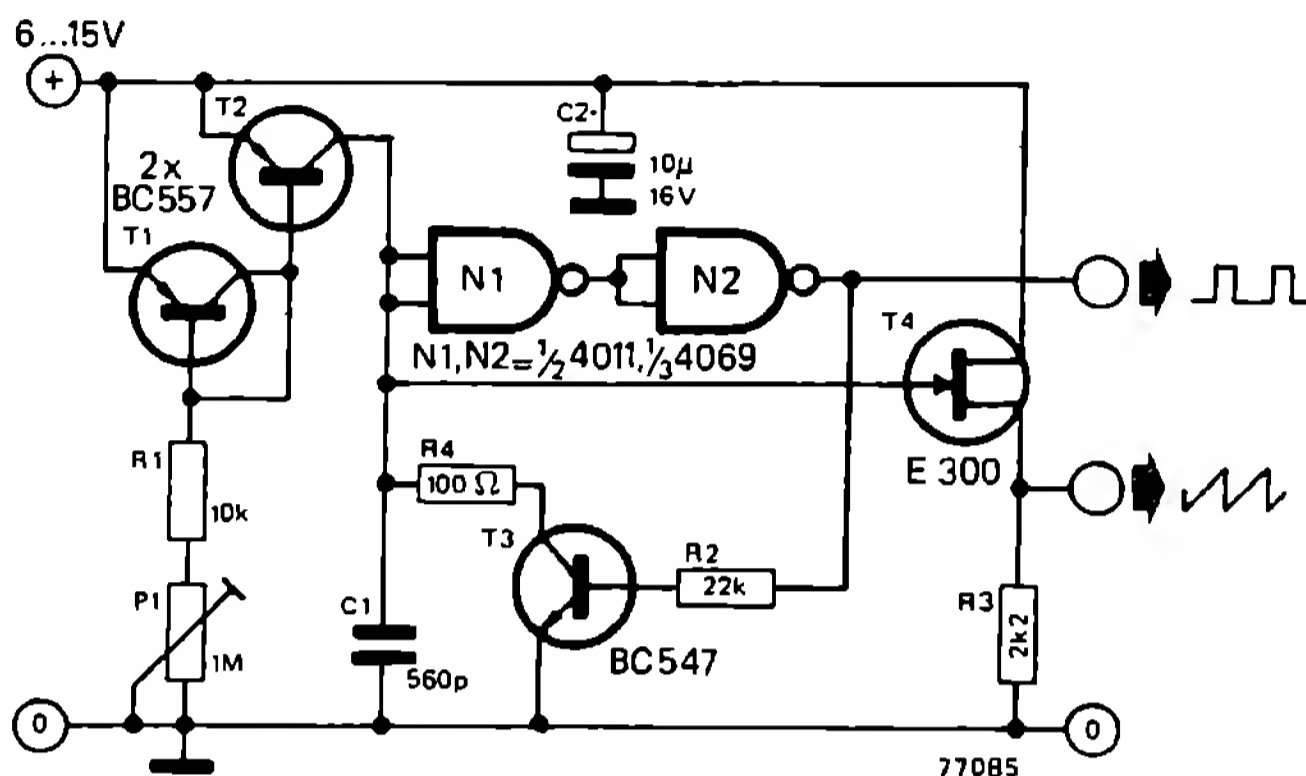 6...15V
+
T2
C2
10µ
16V
2x
BC557
T1
N1
N2
T4
N1,N2=½4011,⅓4069
R1
10k
R4
100 Ω
E 300
T3
R2
22k
P1
1M
C1
560p
BC547
R3
2k2
0
0
77085